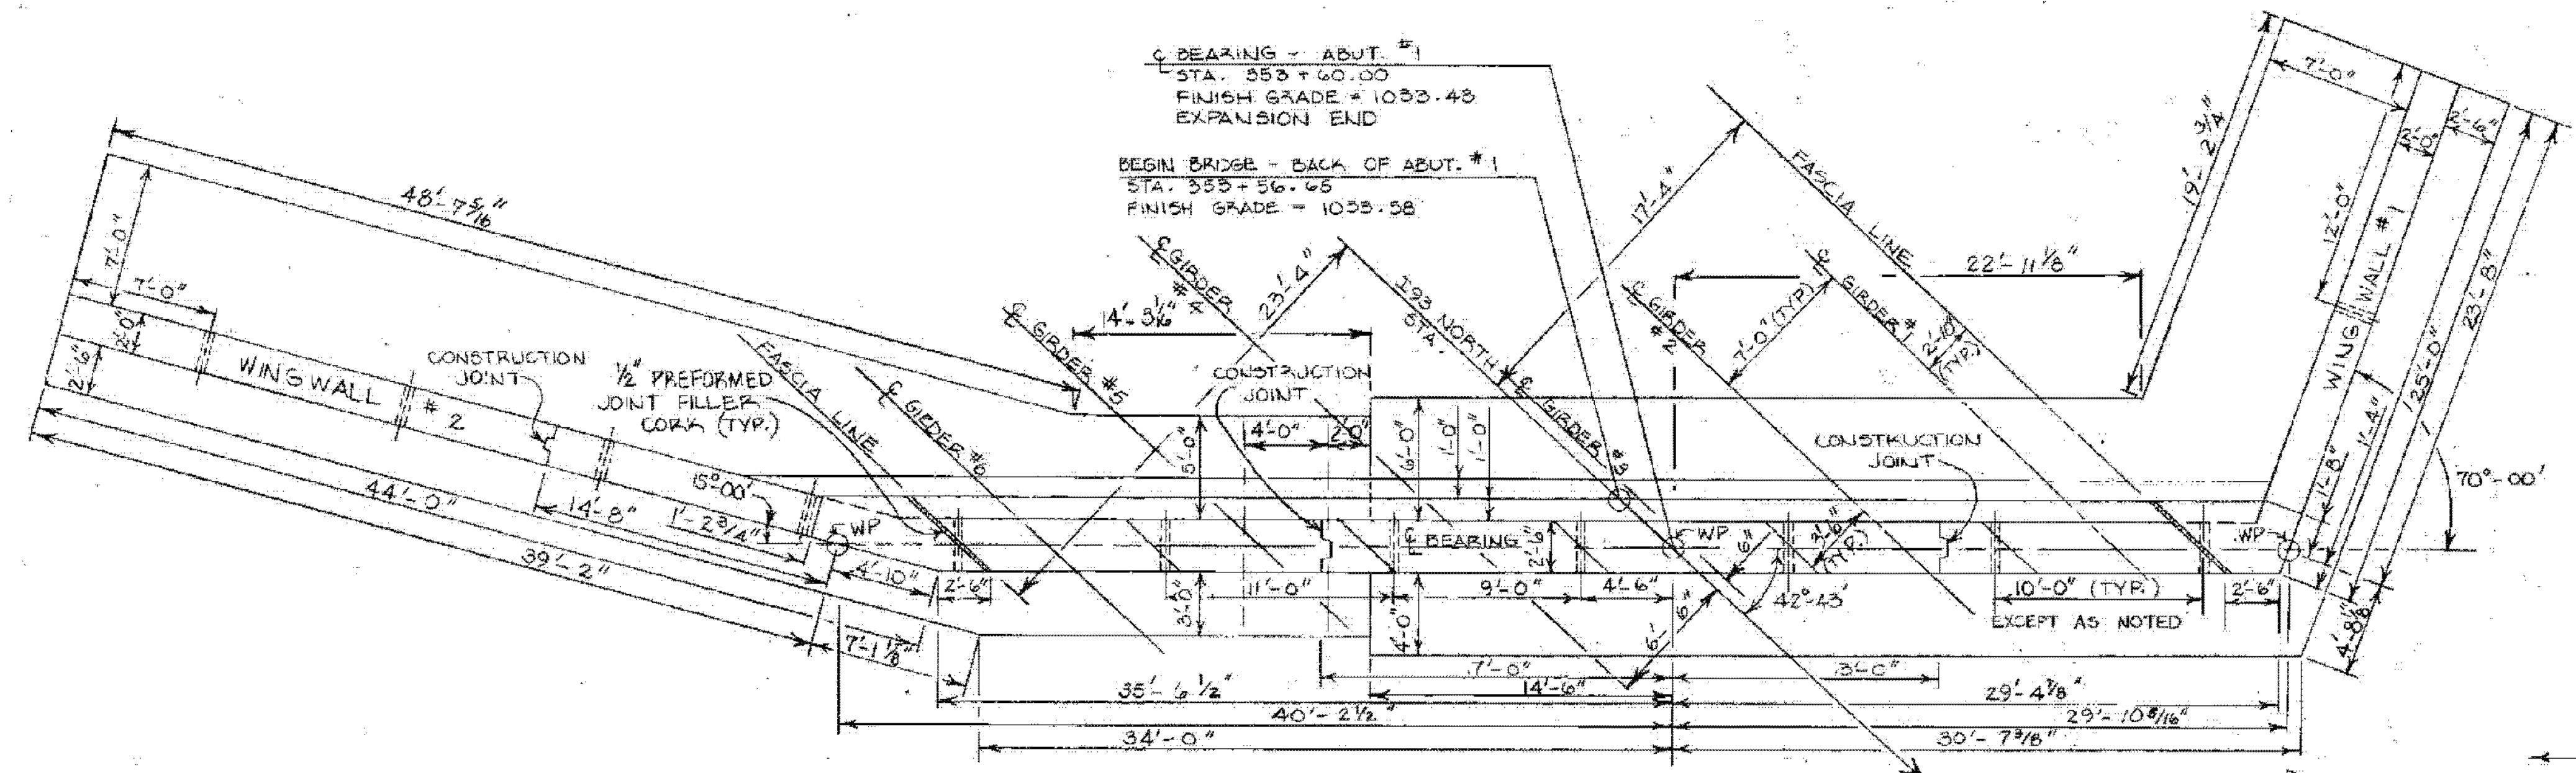 ℄ BEARING - ABUT. #1
STA. 353 + 60.00
FINISH GRADE = 1033.43
EXPANSION END
BEGIN BRIDGE - BACK OF ABUT. #1
STA. 353 + 56.65
FINISH GRADE = 1033.58
48'-7 5/16"
7'-0"
7'-0"
2'-0"
2'-6"
WINGWALL
# 2
CONSTRUCTION
JOINT
1/2" PREFORMED
JOINT FILLER,
CORK (TYP.)
FASCIA LINE
℄ GIRDER #6
℄ GIRDER #5
℄ GIRDER
#4
14'-3 1/16"
23'-4"
I93 NORTH
STA.
℄ GIRDER #3
17'-4"
FASCIA LINE
℄ GIRDER
#2
7'-0" (TYP.)
℄ GIRDER #1
2'-10"
(TYP.)
22'-11 1/8"
19'-2 3/4"
7'-0"
2'-0"
2'-6"
12'-0"
WING WALL #1
25'-0"
23'-8"
1'-4"
1'-8"
70°-00'
CONSTRUCTION
JOINT
4'-0"
2'-0"
5'-0"
6'-0"
1'-0"
1'-0"
CONSTRUCTION
JOINT
44'-0"
14'-8"
1'-2 3/4"
15°00'
WP
39'-2"
4'-10"
7'-1 1/8"
2'-6"
℄ BEARING
2'-6"
WP
6"
3'-6"
(TYP.)
WP
11'-0"
3'-0"
4'-0"
9'-0"
4'-6"
42°-43'
10'-0" (TYP.)
EXCEPT AS NOTED
2'-6"
4'-8 1/8"
6'-6"
35'-6 1/2"
14'-6"
29'-4 7/8"
40'-2 1/2"
29'-10 5/16"
34'-0"
30'-7 3/8"